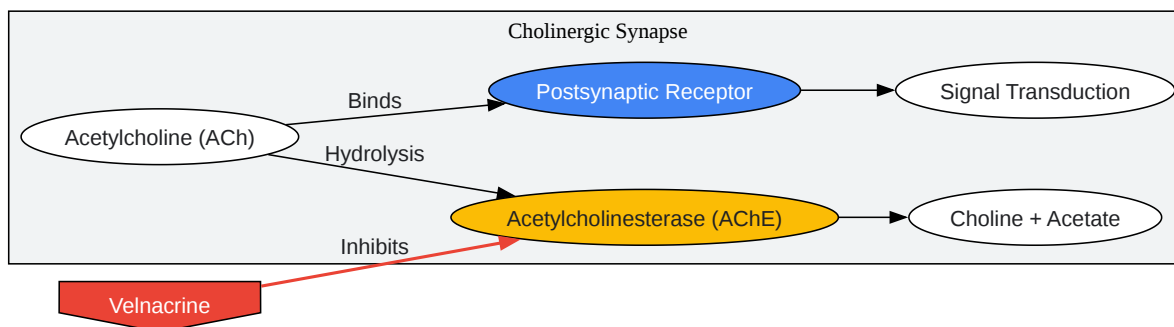 Cholinergic Synapse
Acetylcholine (ACh)
Binds
Hydrolysis
Postsynaptic Receptor
Signal Transduction
Acetylcholinesterase (AChE)
Choline + Acetate
Inhibits
Velnacrine